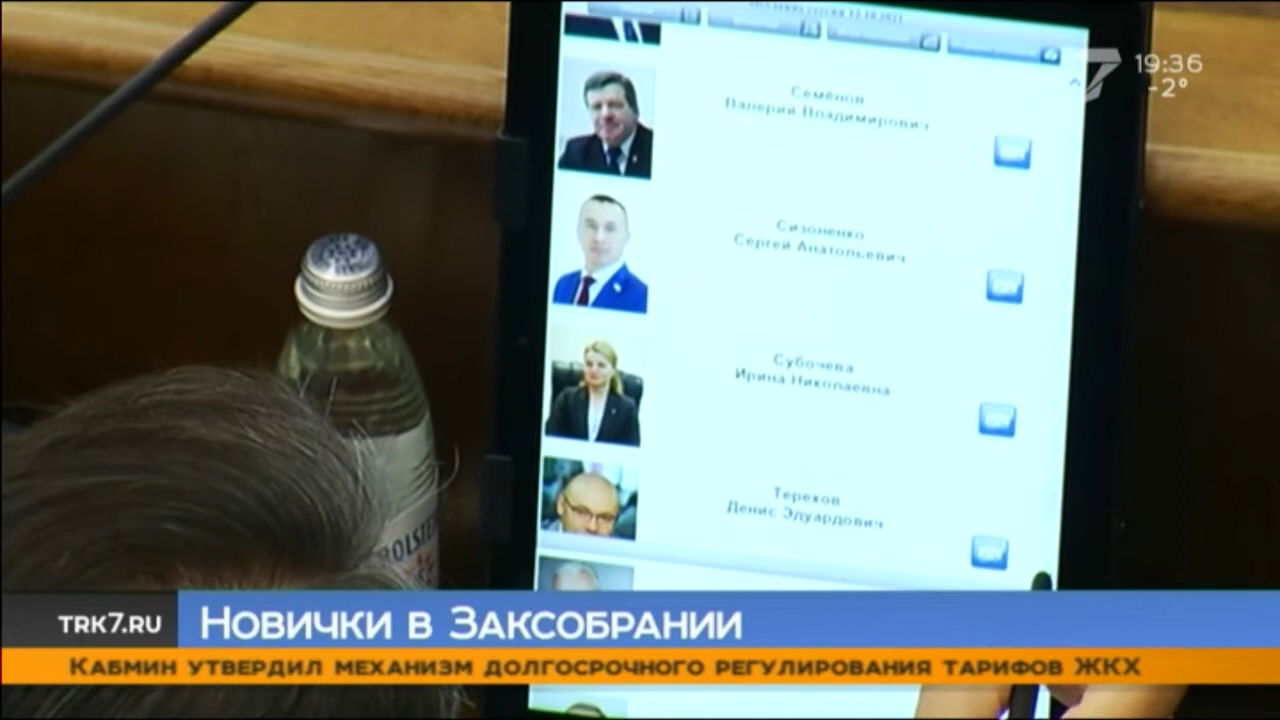 19:36
-2°
Семёнов
Валерий Владимирович
Сизоненко
Сергей Анатольевич
Субочева
Ирина Николаевна
Терехов
Денис Эдуардович
TRK7.RU
Новички в Заксобрании
Кабмин утвердил механизм долгосрочного регулирования тарифов ЖКХ